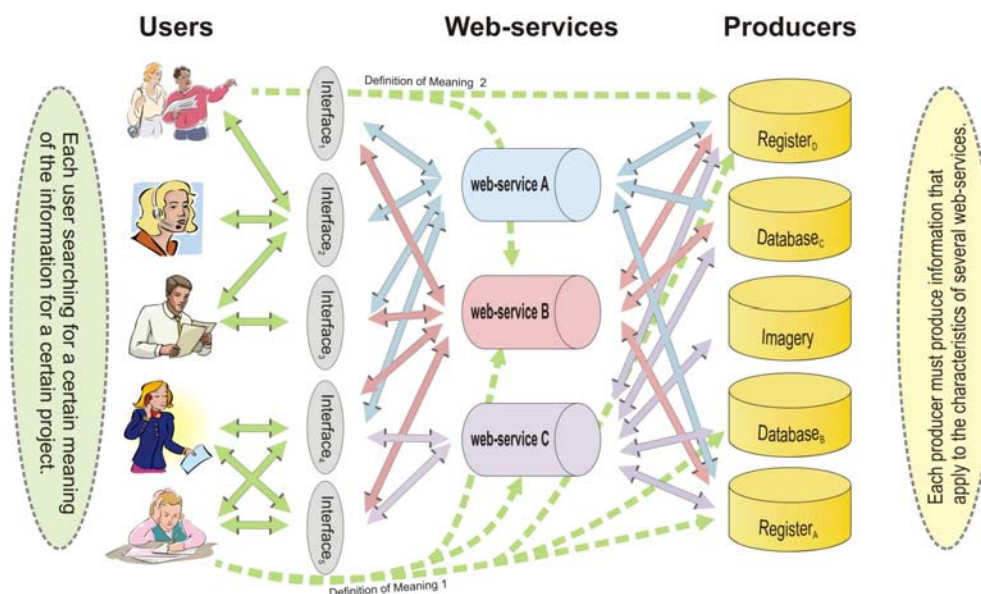 Users
Web-services
Producers
Definition of Meaning 2
Each user searching for a certain meaning
of the information for a certain project.
Interface1
Interface2
Interface3
Interface4
Interface5
web-service A
web-service B
web-service C
RegisterD
DatabaseC
Imagery
DatabaseB
RegisterA
Each producer must produce information that
apply to the characteristics of several web-services.
Definition of Meaning 1